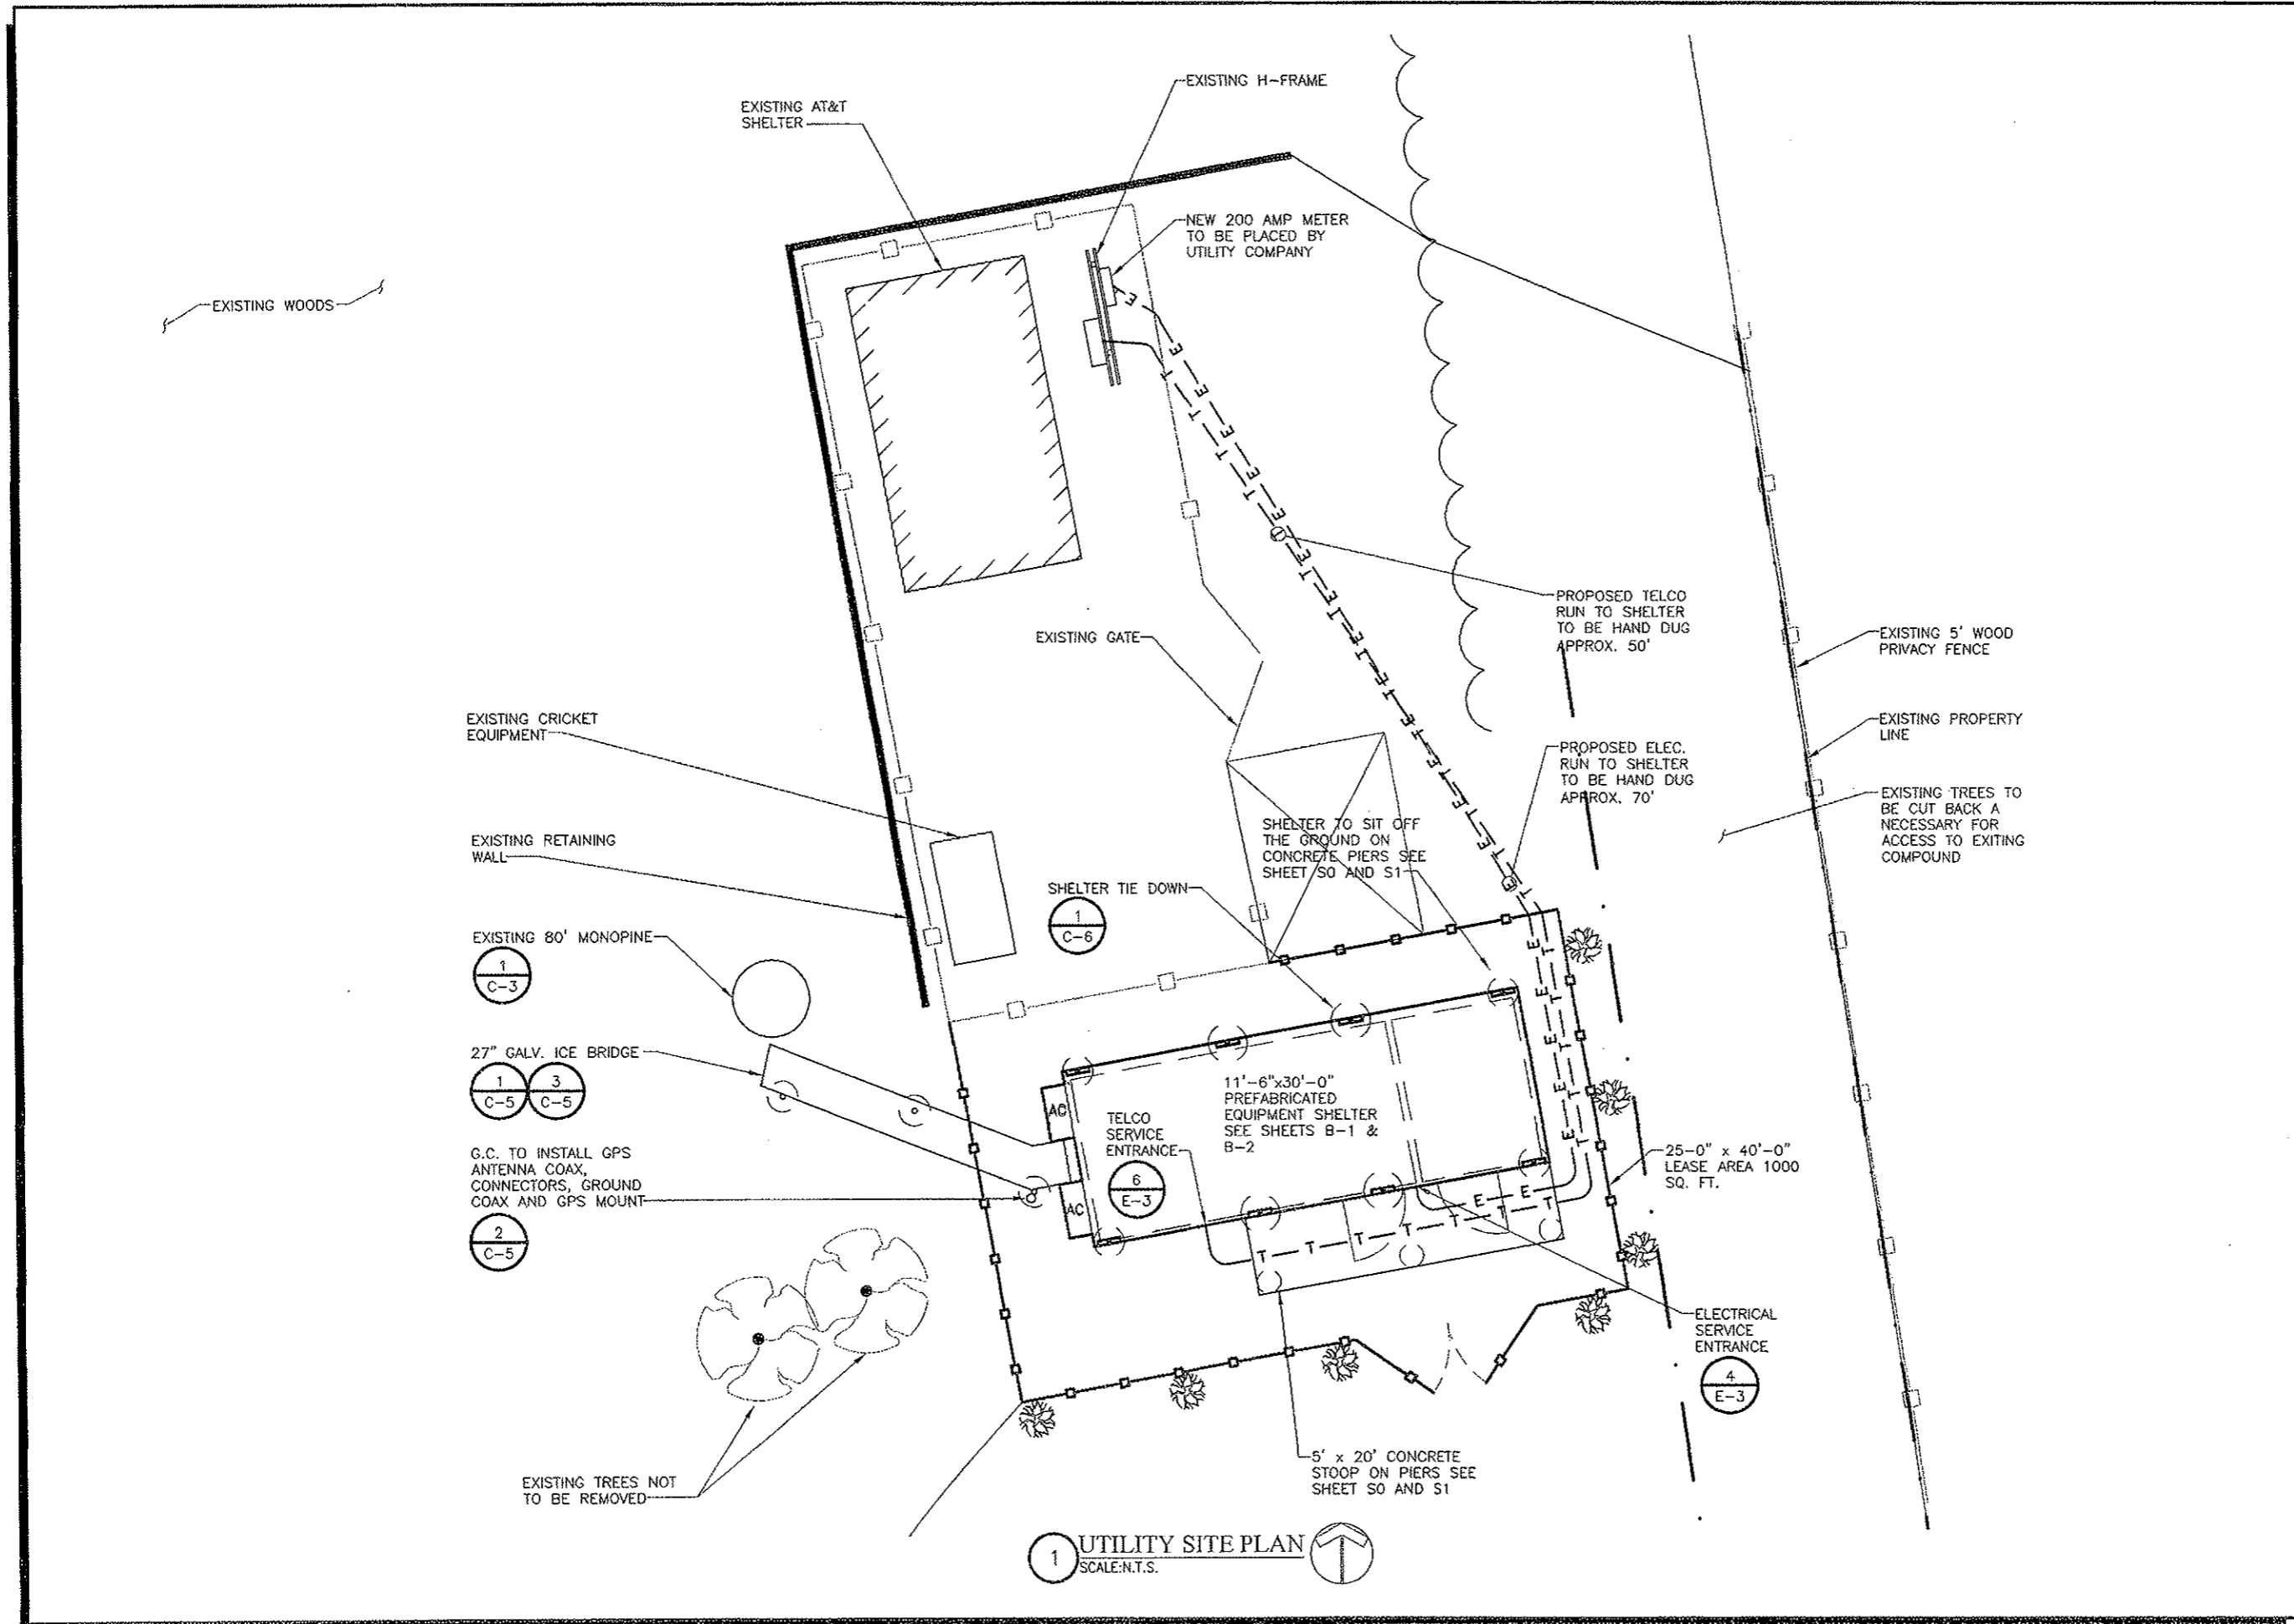 EXISTING H-FRAME
EXISTING AT&T
SHELTER
NEW 200 AMP METER
TO BE PLACED BY
UTILITY COMPANY
EXISTING WOODS
PROPOSED TELCO
RUN TO SHELTER
TO BE HAND DUG
APPROX. 50'
EXISTING GATE
EXISTING 5' WOOD
PRIVACY FENCE
EXISTING CRICKET
EQUIPMENT
EXISTING PROPERTY
LINE
PROPOSED ELEC.
RUN TO SHELTER
TO BE HAND DUG
APPROX. 70'
EXISTING TREES TO
BE CUT BACK A
NECESSARY FOR
ACCESS TO EXITING
COMPOUND
EXISTING RETAINING
WALL
SHELTER TO SIT OFF
THE GROUND ON
CONCRETE PIERS SEE
SHEET S0 AND S1
SHELTER TIE DOWN
1
C-6
EXISTING 80' MONOPINE
1
C-3
27" GALV. ICE BRIDGE
1
C-5
3
C-5
AC
11'-6"x30'-0"
PREFABRICATED
EQUIPMENT SHELTER
SEE SHEETS B-1 &
B-2
TELCO
SERVICE
ENTRANCE
6
E-3
AC
G.C. TO INSTALL GPS
ANTENNA COAX,
CONNECTORS, GROUND
COAX AND GPS MOUNT
2
C-5
25-0" x 40'-0"
LEASE AREA 1000
SQ. FT.
E E
T T T T T T T
ELECTRICAL
SERVICE
ENTRANCE
4
E-3
5' x 20' CONCRETE
STOOP ON PIERS SEE
SHEET S0 AND S1
EXISTING TREES NOT
TO BE REMOVED
1
UTILITY SITE PLAN
SCALE:N.T.S.